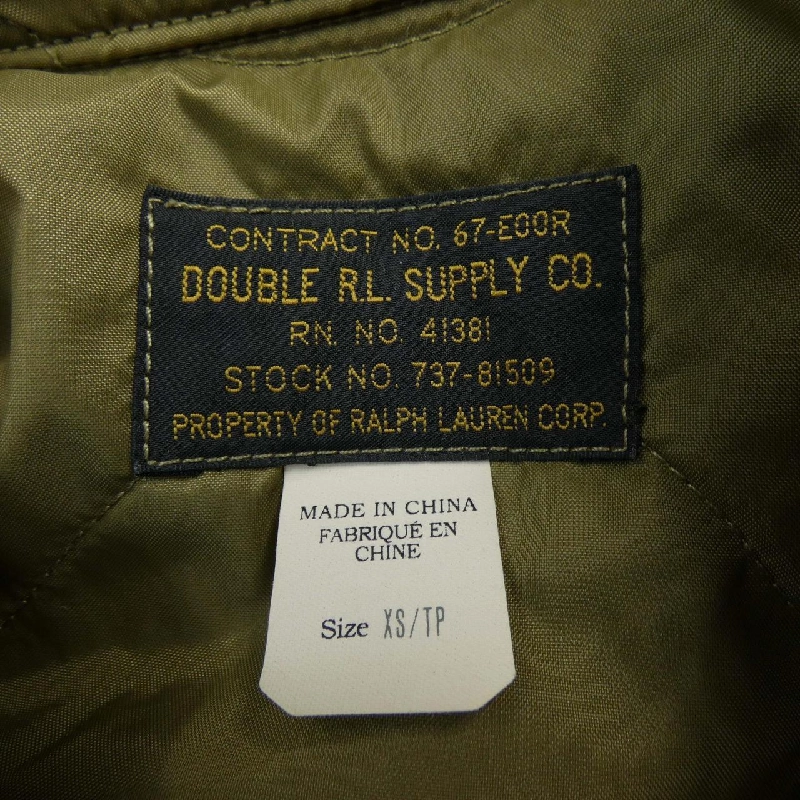 CONTRACT NO. 67-E00R
DOUBLE R.L. SUPPLY CO.
RN. NO. 41381
STOCK NO. 737-81509
PROPERTY OF RALPH LAUREN CORP.
MADE IN CHINA
FABRIQUÉ EN
CHINE
Size XS/TP